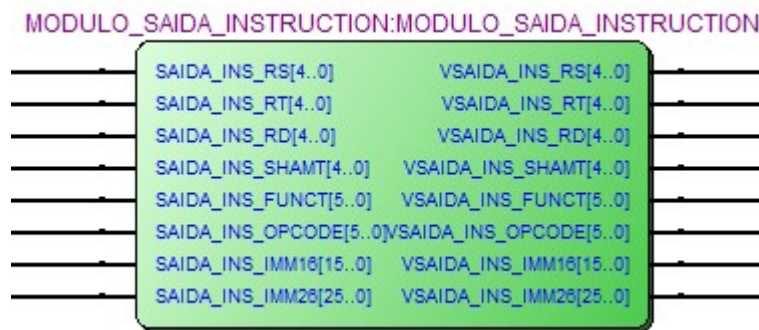 MODULO_SAIDA_INSTRUCTION:MODULO_SAIDA_INSTRUCTION
SAIDA_INS_RS[4..0] VSAIDA_INS_RS[4..0]
SAIDA_INS_RT[4..0] VSAIDA_INS_RT[4..0]
SAIDA_INS_RD[4..0] VSAIDA_INS_RD[4..0]
SAIDA_INS_SHAMT[4..0] VSAIDA_INS_SHAMT[4..0]
SAIDA_INS_FUNCT[5..0] VSAIDA_INS_FUNCT[5..0]
SAIDA_INS_OPCODE[5..0] VSAIDA_INS_OPCODE[5..0]
SAIDA_INS_IMM16[15..0] VSAIDA_INS_IMM16[15..0]
SAIDA_INS_IMM26[25..0] VSAIDA_INS_IMM26[25..0]